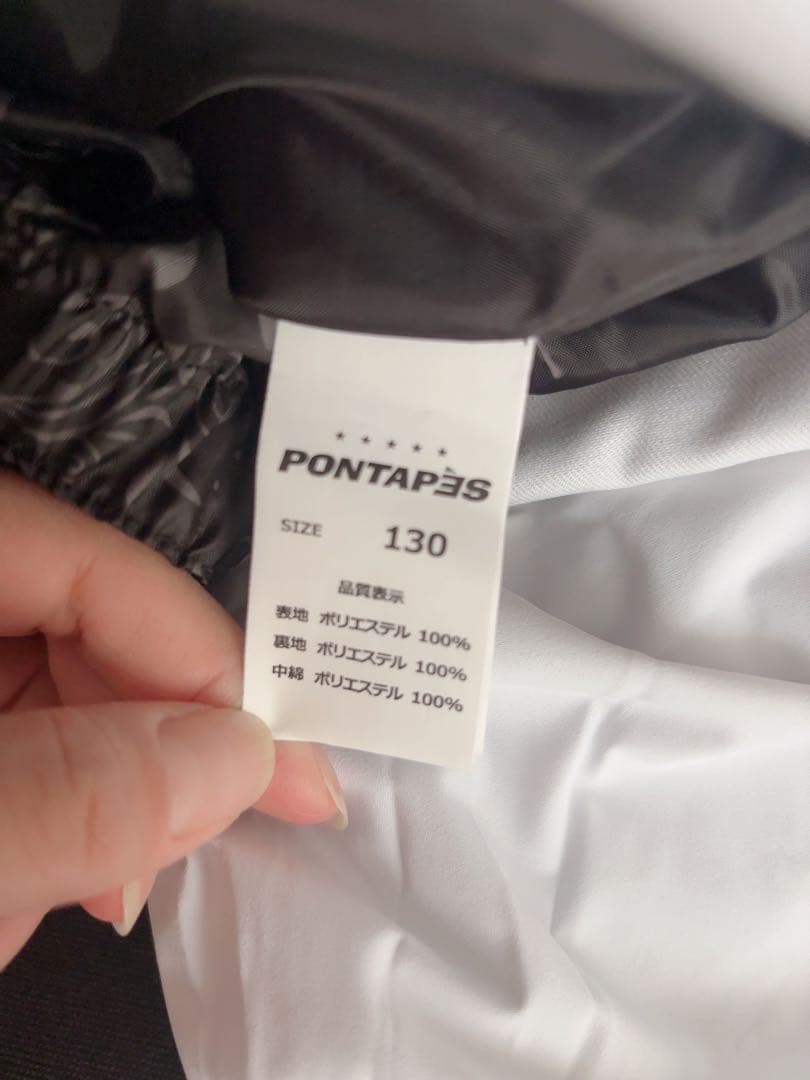 ★★★★★
PONTAPÈS
SIZE 130
品質表示
表地 ポリエステル 100%
裏地 ポリエステル 100%
中綿 ポリエステル 100%